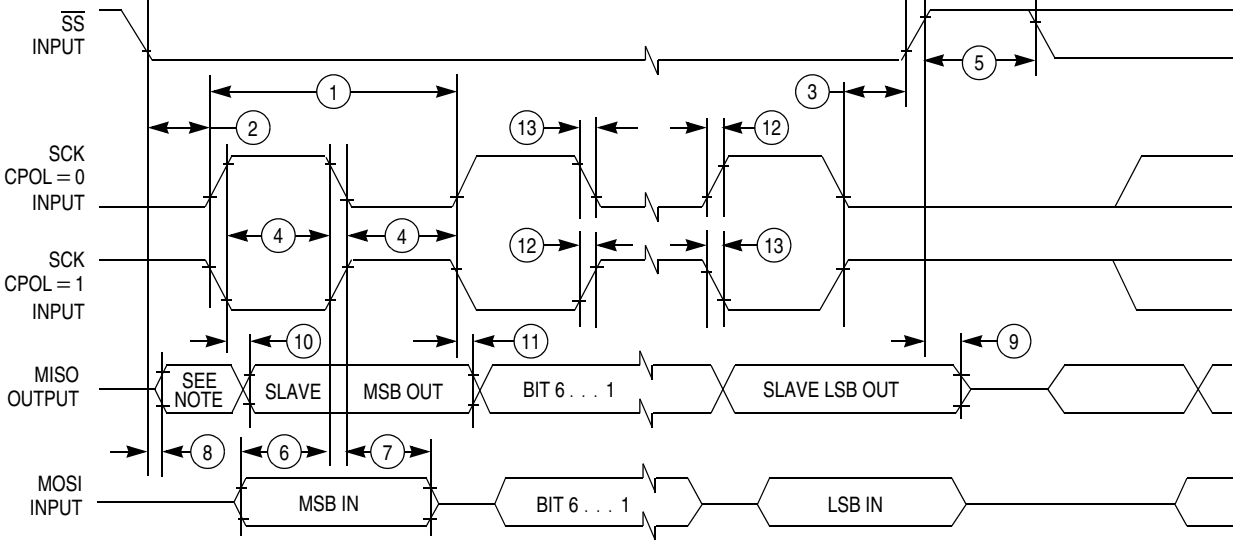 SS
INPUT
5
1
3
2
13
12
SCK
CPOL = 0
INPUT
4
4
12
13
SCK
CPOL = 1
INPUT
10
11
9
MISO
OUTPUT
SEE
NOTE
SLAVE
MSB OUT
BIT 6 . . . 1
SLAVE LSB OUT
8
6
7
MOSI
INPUT
MSB IN
BIT 6 . . . 1
LSB IN